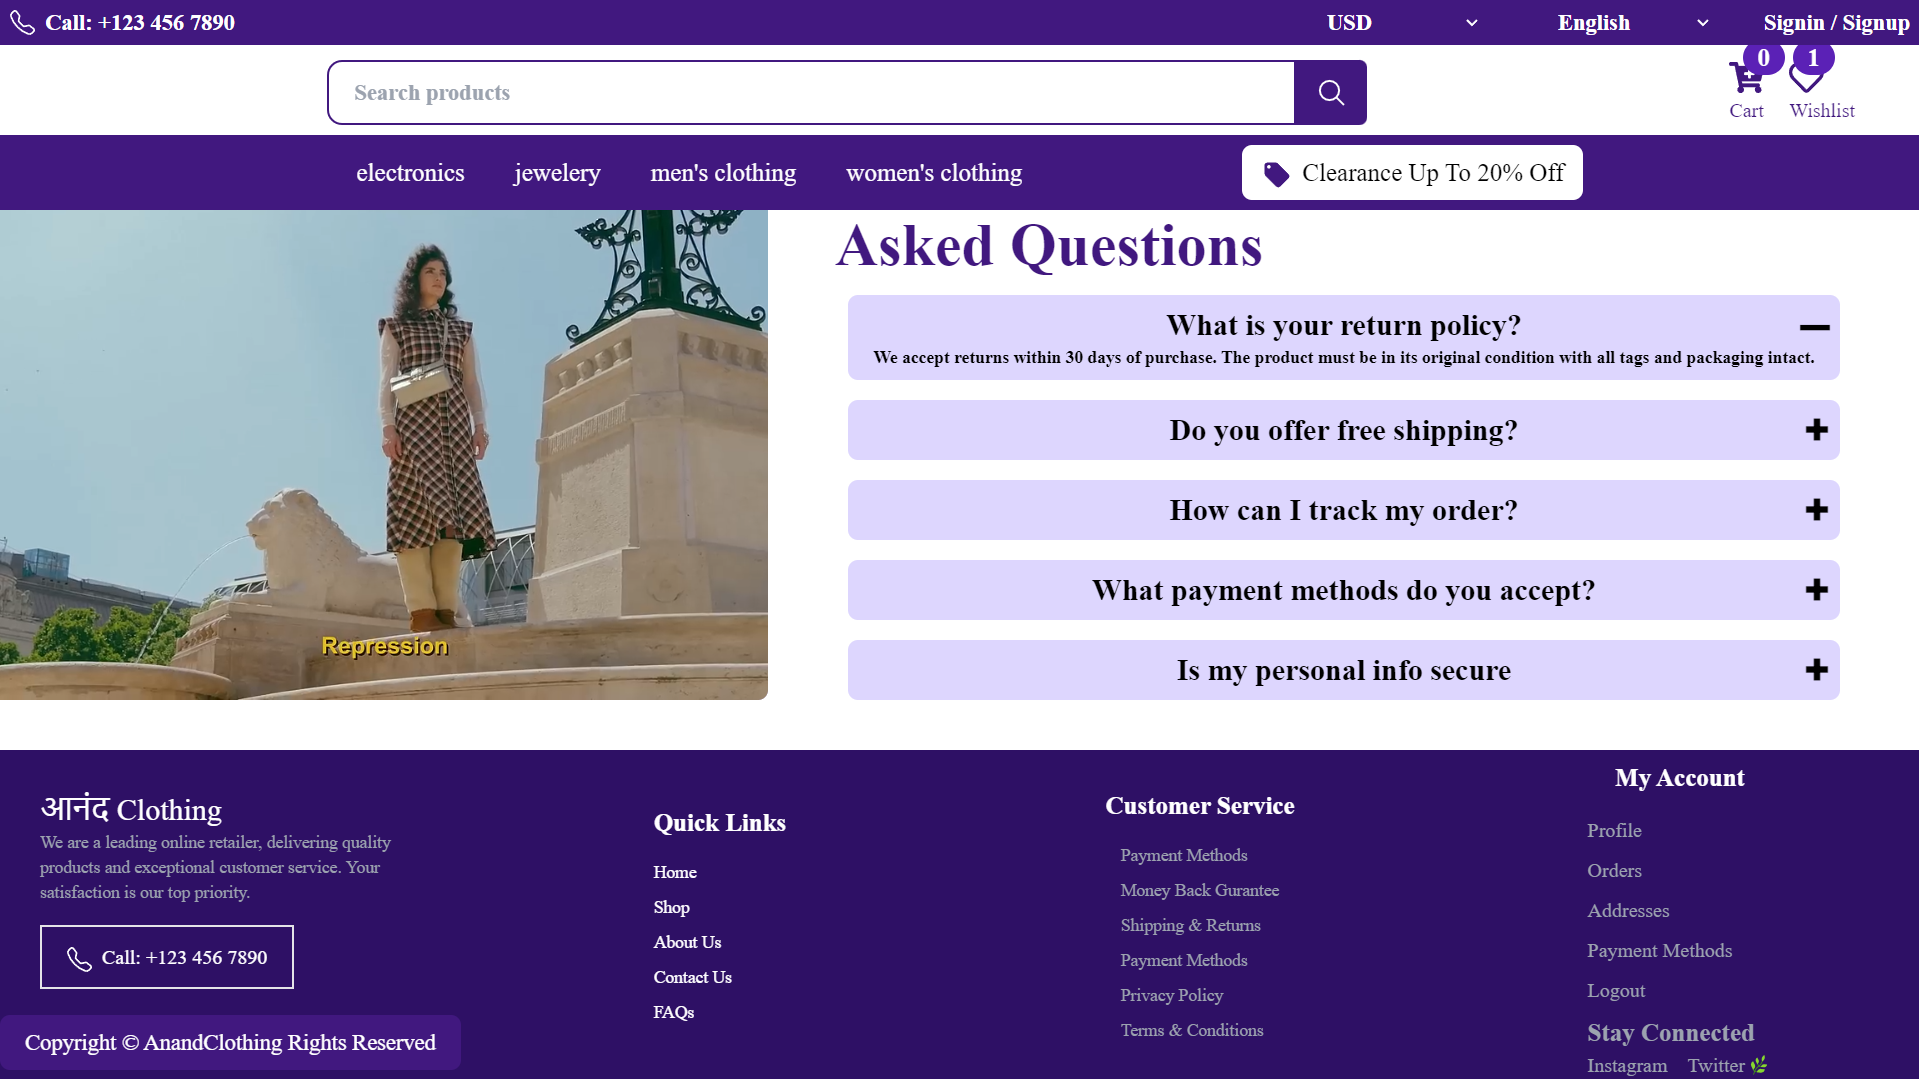 Call: +123 456 7890
USD
English
Signin / Signup
Search products
0
1
Cart
Wishlist
electronics
jewelery
men's clothing
women's clothing
Clearance Up To 20% Off
Repression
Asked Questions
What is your return policy?
We accept returns within 30 days of purchase. The product must be in its original condition with all tags and packaging intact.
Do you offer free shipping?
How can I track my order?
What payment methods do you accept?
Is my personal info secure
आनंद Clothing
We are a leading online retailer, delivering quality
products and exceptional customer service. Your
satisfaction is our top priority.
Call: +123 456 7890
Copyright © AnandClothing Rights Reserved
Quick Links
Home
Shop
About Us
Contact Us
FAQs
Customer Service
Payment Methods
Money Back Gurantee
Shipping & Returns
Payment Methods
Privacy Policy
Terms & Conditions
My Account
Profile
Orders
Addresses
Payment Methods
Logout
Stay Connected
Instagram
Twitter 🌿